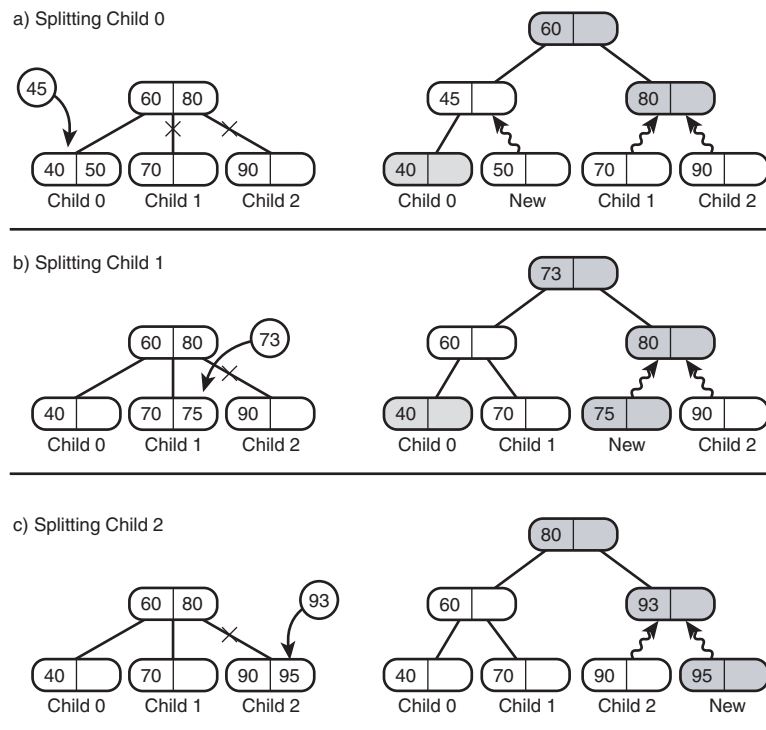 a) Splitting Child 0
60
45
60 80
45
80
40 50
70
90
40
50
70
90
Child 0
Child 1
Child 2
Child 0
New
Child 1
Child 2
b) Splitting Child 1
73
60 80
73
60
80
40
70 75
90
40
70
75
90
Child 0
Child 1
Child 2
Child 0
Child 1
New
Child 2
c) Splitting Child 2
80
60 80
93
60
93
40
70
90 95
40
70
90
95
Child 0
Child 1
Child 2
Child 0
Child 1
Child 2
New